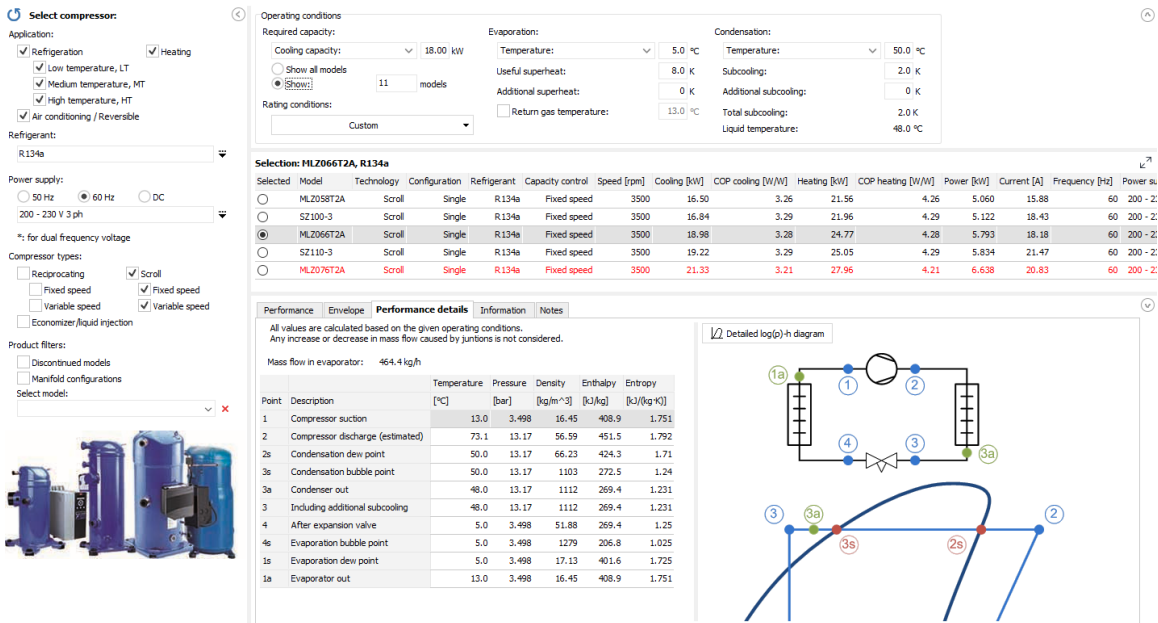 Select compressor:
Application:
Refrigeration Heating
Low temperature, LT
Medium temperature, MT
High temperature, HT
Air conditioning / Reversible
Refrigerant:
R134a
Power supply:
50 Hz 60 Hz DC
200 - 230 V 3 ph
*: for dual frequency voltage
Compressor types:
Reciprocating Scroll
Fixed speed Fixed speed
Variable speed Variable speed
Economizer/liquid injection
Product filters:
Discontinued models
Manifold configurations
Select model:
Operating conditions
Required capacity: Evaporation: Condensation:
Cooling capacity: 18.00 kW Temperature: 5.0 °C Temperature: 50.0 °C
Show all models Useful superheat: 8.0 K Subcooling: 2.0 K
Show: 11 models Additional superheat: 0 K Additional subcooling: 0 K
Rating conditions: Return gas temperature: 13.0 °C Total subcooling: 2.0 K
Custom Liquid temperature: 48.0 °C
Selection: MLZ066T2A, R134a
Selected Model Technology Configuration Refrigerant Capacity control Speed [rpm] Cooling [kW] COP cooling [W/W] Heating [kW] COP heating [W/W] Power [kW] Current [A] Frequency [Hz] Power su
MLZ058T2A Scroll Single R134a Fixed speed 3500 16.50 3.26 21.56 4.26 5.060 15.88 60 200 - 2
SZ100-3 Scroll Single R134a Fixed speed 3500 16.84 3.29 21.96 4.29 5.122 18.43 60 200 - 2
MLZ066T2A Scroll Single R134a Fixed speed 3500 18.98 3.28 24.77 4.28 5.793 18.18 60 200 - 2
SZ110-3 Scroll Single R134a Fixed speed 3500 19.22 3.29 25.05 4.29 5.834 21.47 60 200 - 2
MLZ076T2A Scroll Single R134a Fixed speed 3500 21.33 3.21 27.96 4.21 6.638 20.83 60 200 - 2
Performance Envelope Performance details Information Notes
All values are calculated based on the given operating conditions.
Any increase or decrease in mass flow caused by juntions is not considered.
Mass flow in evaporator: 464.4 kg/h
Temperature Pressure Density Enthalpy Entropy
Point Description [°C] [bar] [kg/m^3] [kJ/kg] [kJ/(kg·K)]
1 Compressor suction 13.0 3.498 16.45 408.9 1.751
2 Compressor discharge (estimated) 73.1 13.17 56.59 451.5 1.792
2s Condensation dew point 50.0 13.17 66.23 424.3 1.71
3s Condensation bubble point 50.0 13.17 1103 272.5 1.24
3a Condenser out 48.0 13.17 1112 269.4 1.231
3 Including additional subcooling 48.0 13.17 1112 269.4 1.231
4 After expansion valve 5.0 3.498 51.88 269.4 1.25
4s Evaporation bubble point 5.0 3.498 1279 206.8 1.025
1s Evaporation dew point 5.0 3.498 17.13 401.6 1.725
1a Evaporator out 13.0 3.498 16.45 408.9 1.751
Detailed log(p)-h diagram
1a 1 2
4 3 3a
3 3a 3s 2s 2